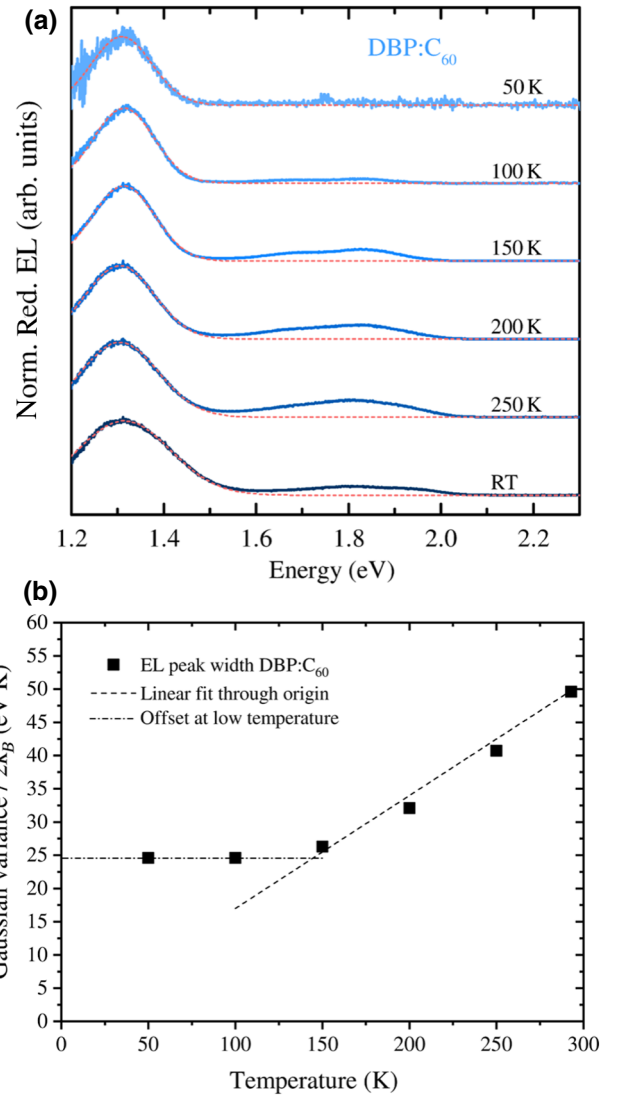 (a)
DBP:C60
50 K
100 K
150 K
200 K
250 K
RT
Norm. Red. EL (arb. units)
1.2 1.4 1.6 1.8 2.0 2.2
Energy (eV)
(b)
60
55
50
45
40
35
30
25
20
15
10
5
0
EL peak width DBP:C60
Linear fit through origin
Offset at low temperature
Gaussian variance / 2kB (eV K)
0 50 100 150 200 250 300
Temperature (K)